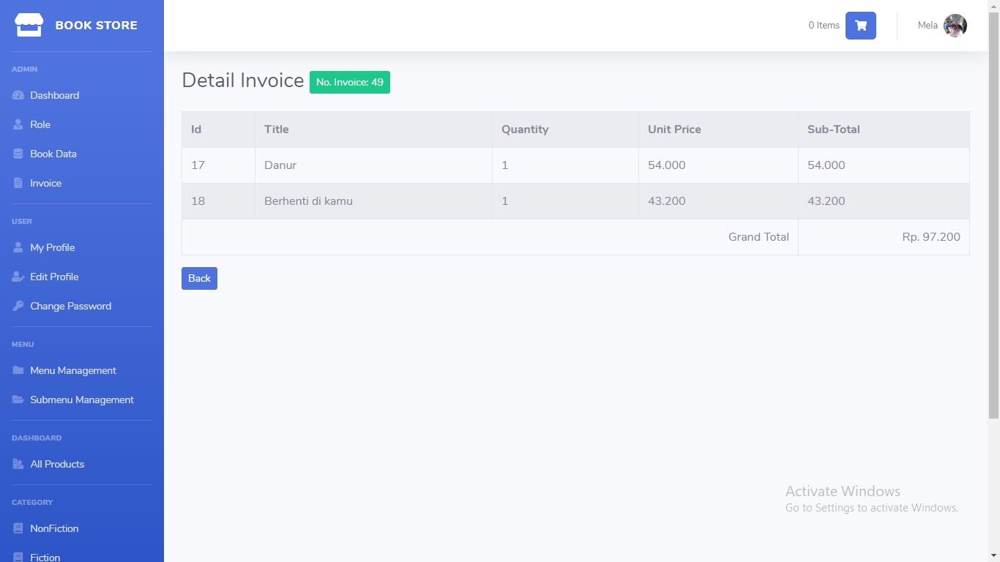 BOOK STORE
0 Items
Mela
ADMIN
Dashboard
Role
Book Data
Invoice
USER
My Profile
Edit Profile
Change Password
MENU
Menu Management
Submenu Management
DASHBOARD
All Products
CATEGORY
NonFiction
Fiction
Detail Invoice No. Invoice: 49
Id Title Quantity Unit Price Sub-Total
17 Danur 1 54.000 54.000
18 Berhenti di kamu 1 43.200 43.200
Grand Total Rp. 97.200
Back
Activate Windows
Go to Settings to activate Windows.